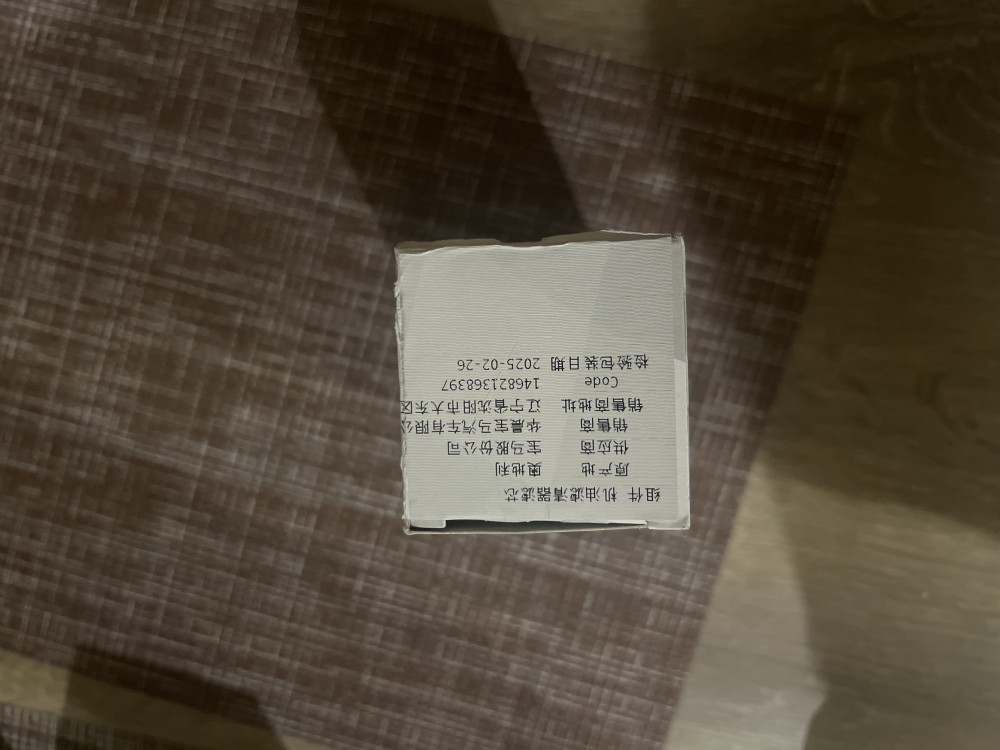 组件 机油滤清器滤芯
原产地 奥地利
供应商 宝马股份公司
销售商 华晨宝马汽车有限公
销售商地址 辽宁省沈阳市大东区
Code 146821368397
检验包装日期 2025-02-26